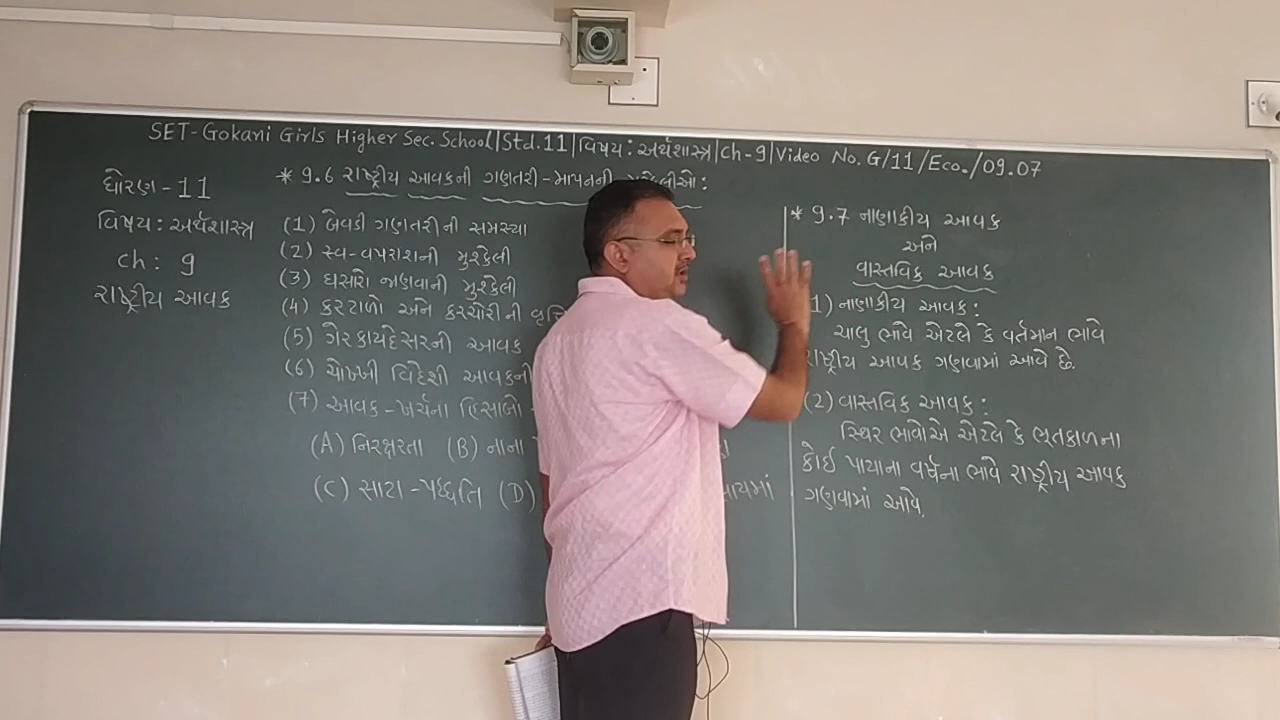 SET-Gokani Girls Higher Sec. School|Std.11|વિષય: અર્થશાસ્ત્ર|Ch-9|Video No. G/11/Eco./09.07
ધોરણ-11
વિષય: અર્થશાસ્ત્ર
ch: 9
રાષ્ટ્રીય આવક
* 9.6 રાષ્ટ્રીય આવકની ગણતરી-માપનની
(1) બેવડી ગણતરીની સમસ્યા
(2) સ્વ-વપરાશની મુશ્કેલી
(3) ઘસારો જાણવાની મુશ્કેલી
(4) કરટાળો અને કરચોરીની
(5) ગેરકાયદેસરની આવક
(6) ચોખ્ખી વિદેશી આવકની
(7) આવક-ખર્ચના હિસાબો
(A) નિરક્ષરતા (B) નાના
(C) સાટા-પદ્ધતિ (D)
* 9.7 નાણાકીય આવક
અને
વાસ્તવિક આવક
1) નાણાકીય આવક:
ચાલુ ભાવે એટલે કે વર્તમાન ભાવે
રાષ્ટ્રીય આવક ગણવામાં આવે છે.
(2) વાસ્તવિક આવક:
સ્થિર ભાવોએ એટલે કે ભૂતકાળના
કોઈ પાયાના વર્ષના ભાવે રાષ્ટ્રીય આવક
ગણવામાં આવે.